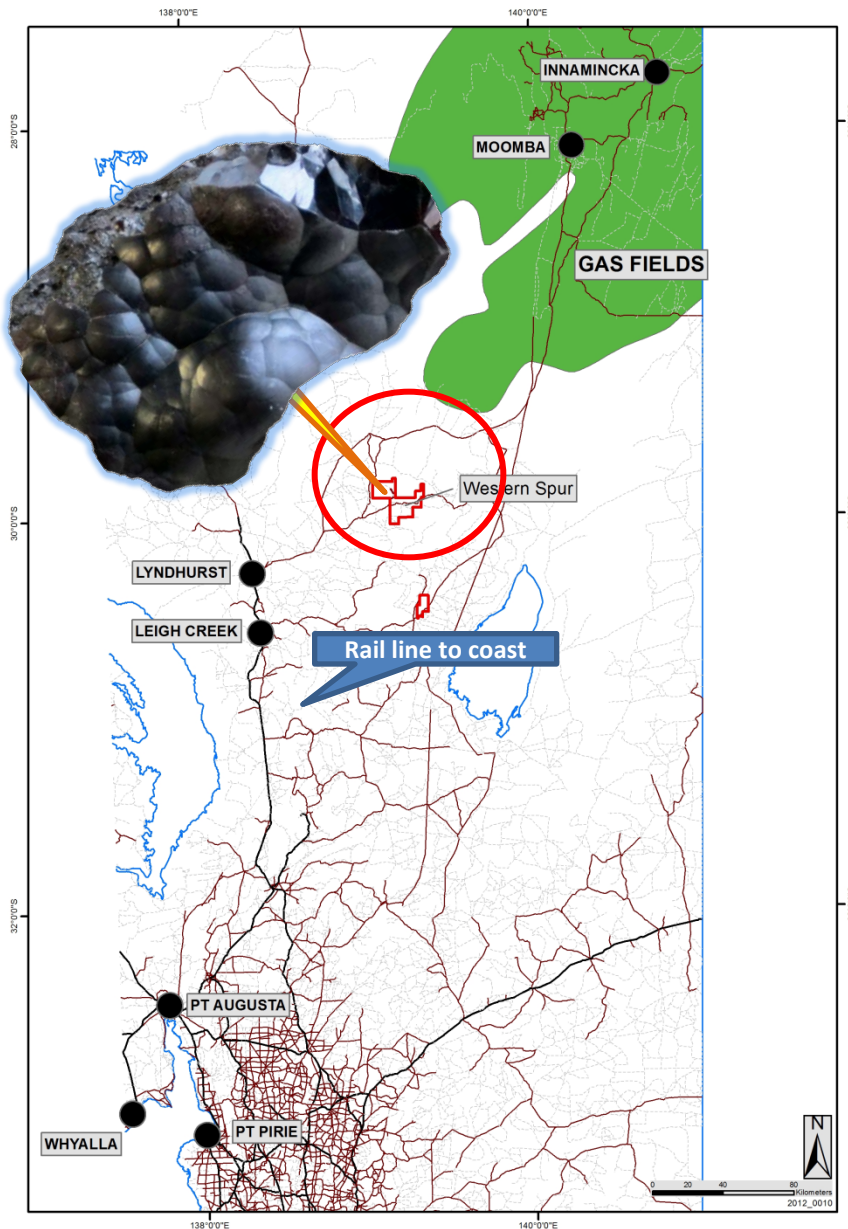 138°0'0"E
140°0'0"E
INNAMINCKA
28°0'0"S
MOOMBA
GAS FIELDS
Western Spur
30°0'0"S
LYNDHURST
LEIGH CREEK
Rail line to coast
32°0'0"S
PT AUGUSTA
WHYALLA
PT PIRIE
N
0 20 40 80
Kilometers
2012_0010
138°0'0"E
140°0'0"E